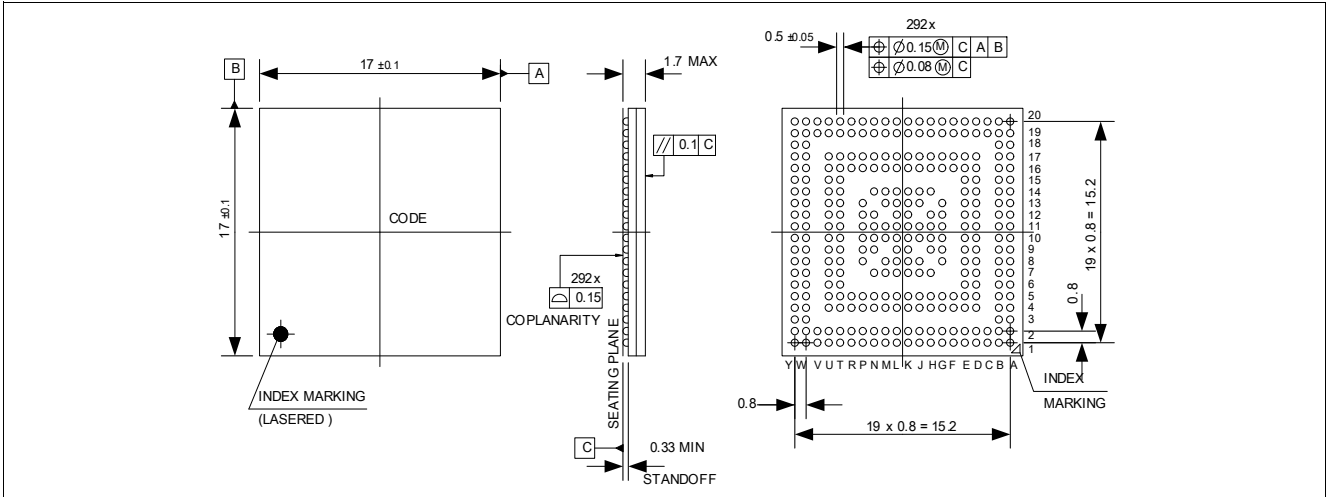 B
17 ±0.1
A
17 ±0.1
CODE
INDEX MARKING
(LASERED )
1.7 MAX
// 0.1 C
292x
⌓ 0.15
COPLANARITY
SEATING PLANE
C
0.33 MIN
STANDOFF
292x
0.5 ±0.05
⌖ ∅0.15 Ⓜ C A B
⌖ ∅0.08 Ⓜ C
20
19
18
17
16
15
14
13
12
11
10
9
8
7
6
5
4
3
2
1
19 x 0.8 = 15.2
0.8
Y W V U T R P N M L K J H G F E D C B A
INDEX
MARKING
0.8
19 x 0.8 = 15.2